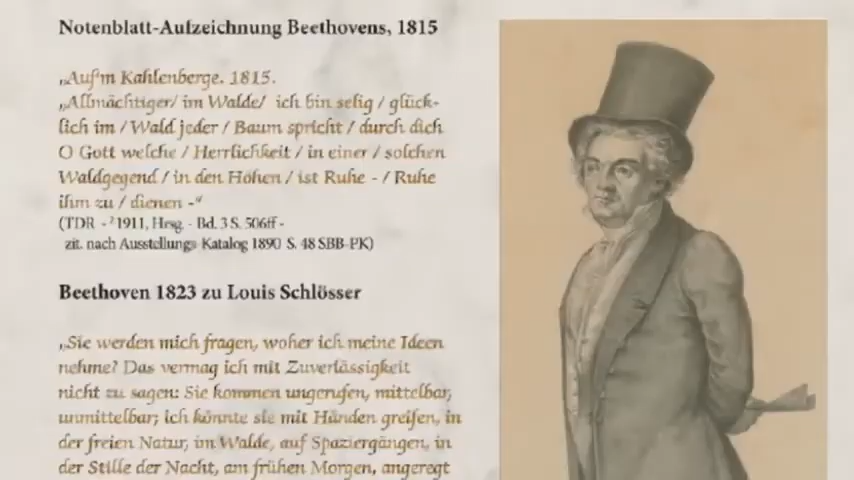 Notenblatt-Aufzeichnung Beethovens, 1815
„Auf'm Kahlenberge. 1815.
„Allmächtiger/ im Walde/ ich bin selig / glück-
lich im / Wald jeder / Baum spricht / durch dich
O Gott welche / Herrlichkeit / in einer / solchen
Waldgegend / in den Höhen / ist Ruhe - / Ruhe
ihm zu / dienen -“
(TDR - ²1911, Hrsg. - Bd. 3 S. 506ff -
zit. nach Ausstellungs-Katalog 1890 S. 48 SBB-PK)
Beethoven 1823 zu Louis Schlösser
„Sie werden mich fragen, woher ich meine Ideen
nehme? Das vermag ich mit Zuverlässigkeit
nicht zu sagen: Sie kommen ungerufen, mittelbar,
unmittelbar; ich könnte sie mit Händen greifen, in
der freien Natur, im Walde, auf Spaziergängen, in
der Stille der Nacht, am frühen Morgen, angeregt